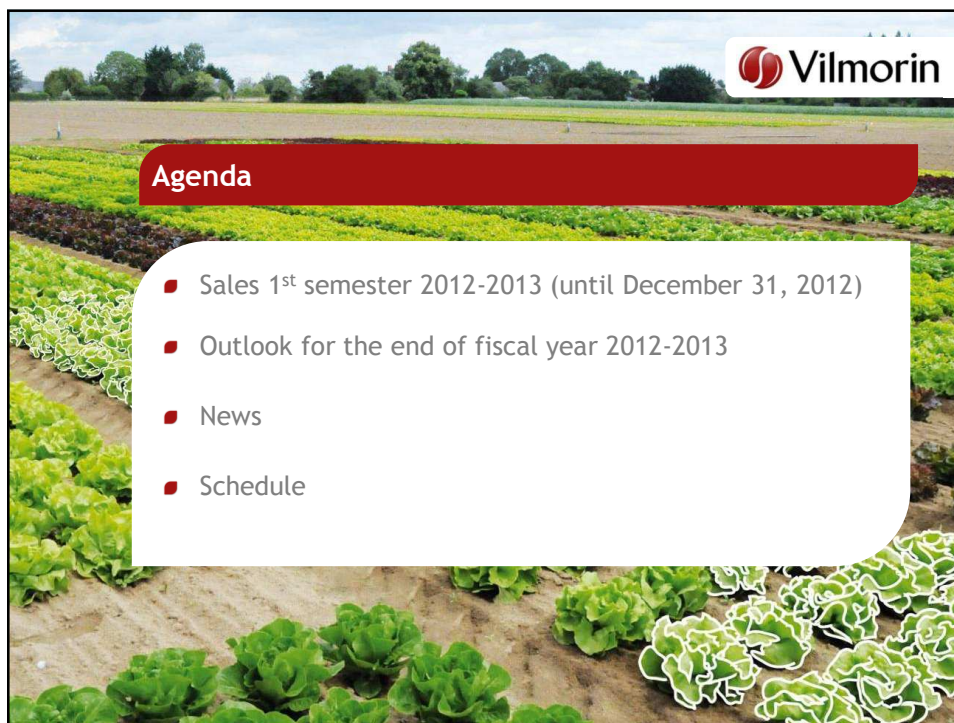 Vilmorin
Agenda
Sales 1st semester 2012-2013 (until December 31, 2012)
Outlook for the end of fiscal year 2012-2013
News
Schedule